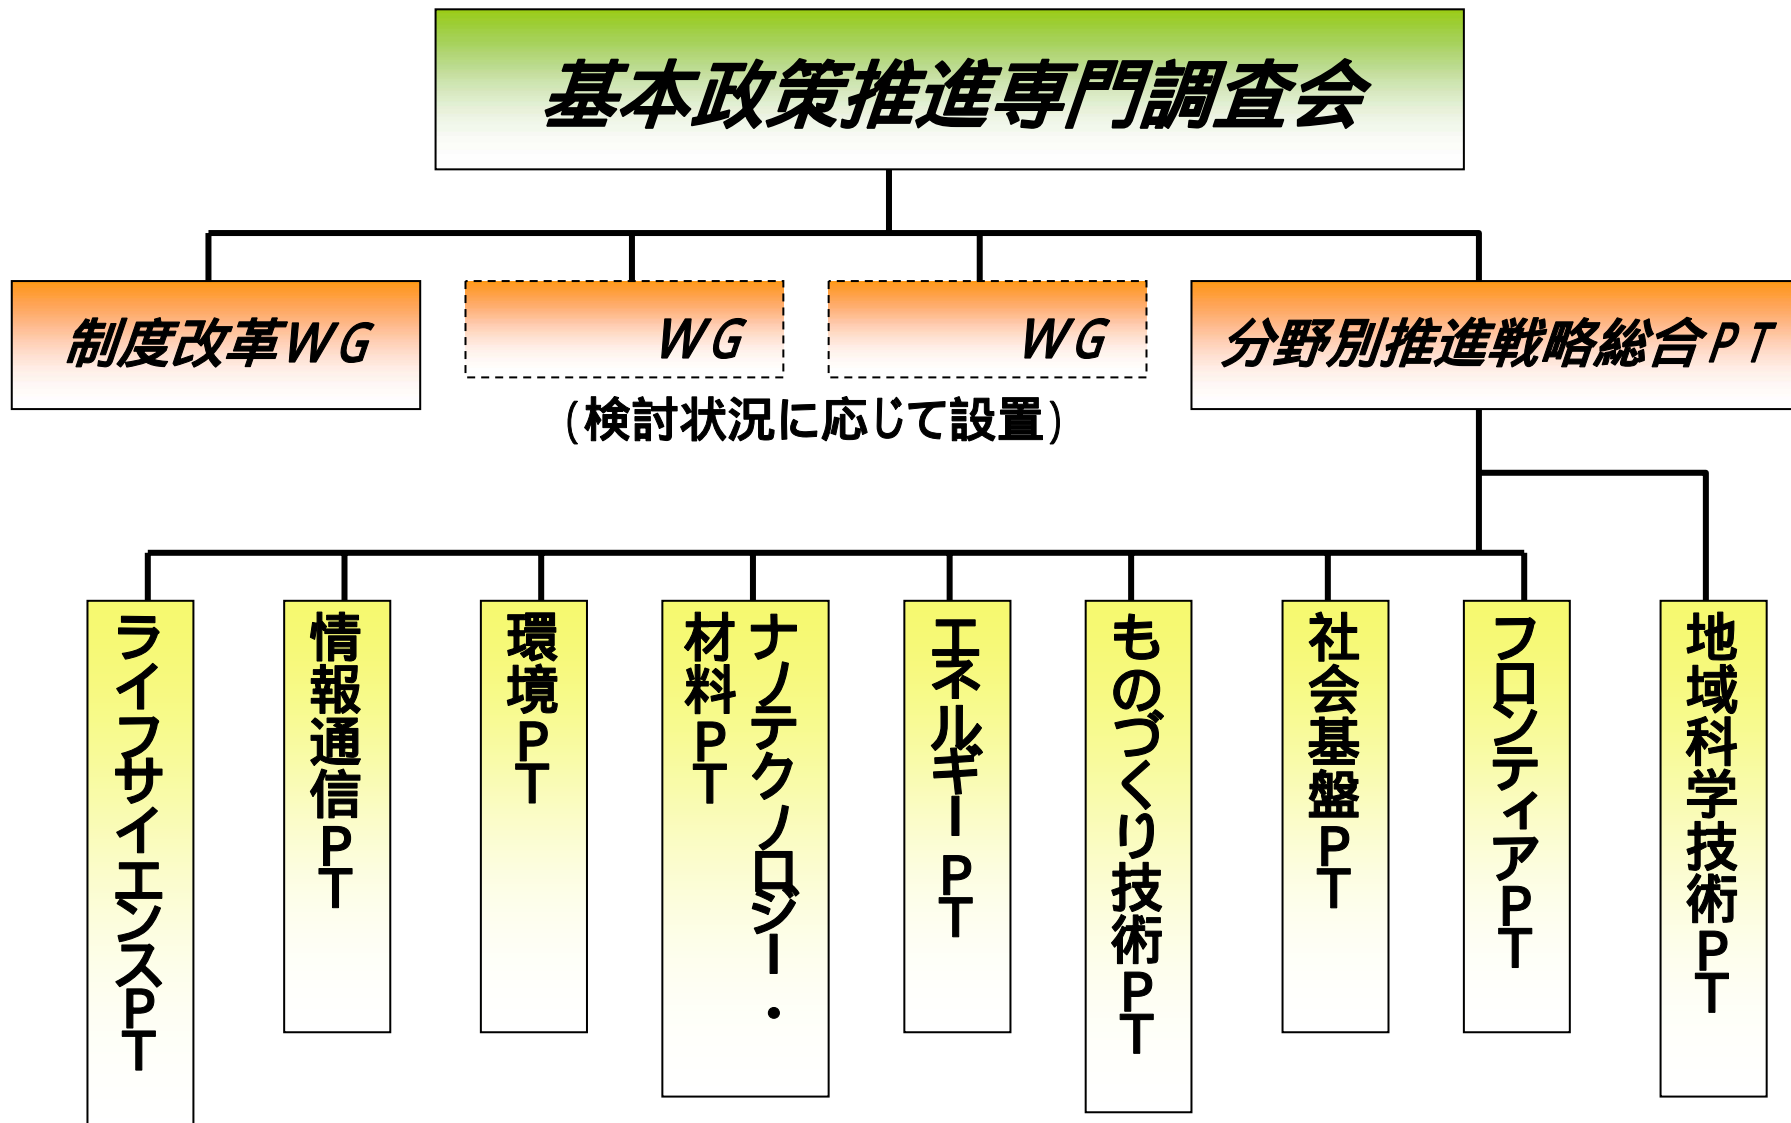 基本政策推進専門調査会
制度改革WG
WG
WG
分野別推進戦略総合PT
(検討状況に応じて設置)
ライフサイエンスPT
情報通信PT
環境PT
ナノテクノロジー・
材料PT
エネルギーPT
ものづくり技術PT
社会基盤PT
フロンティアPT
地域科学技術PT